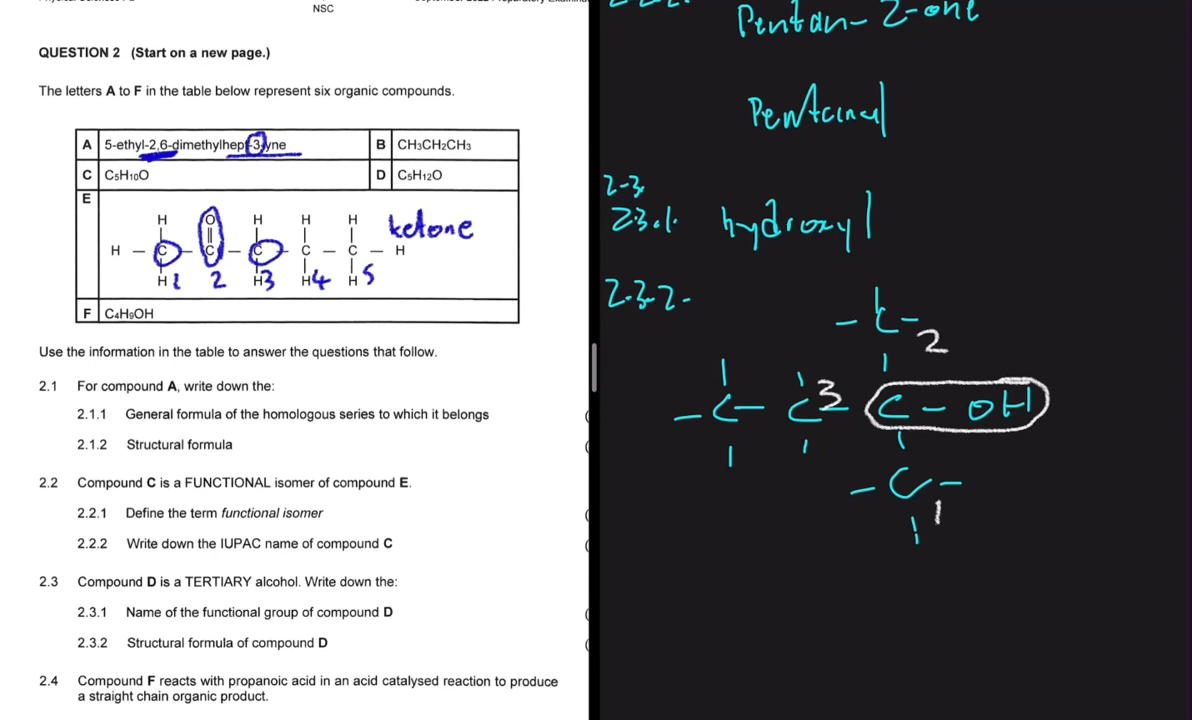 NSC
QUESTION 2 (Start on a new page.)
The letters A to F in the table below represent six organic compounds.
A 5-ethyl-2,6-dimethylhept-3-yne B CH₃CH₂CH₃
C C₅H₁₀O D C₅H₁₂O
E
H O H H H ketone
H – C – C – C – C – C – H
H 1 2 H 3 H 4 H 5
F C₄H₉OH
Use the information in the table to answer the questions that follow.
2.1 For compound A, write down the:
2.1.1 General formula of the homologous series to which it belongs
2.1.2 Structural formula
2.2 Compound C is a FUNCTIONAL isomer of compound E.
2.2.1 Define the term functional isomer
2.2.2 Write down the IUPAC name of compound C
2.3 Compound D is a TERTIARY alcohol. Write down the:
2.3.1 Name of the functional group of compound D
2.3.2 Structural formula of compound D
2.4 Compound F reacts with propanoic acid in an acid catalysed reaction to produce
a straight chain organic product.
Pentan-2-one
Pentanal
2-3.
2.3.1. hydroxyl
2.3.2-
- C - 2
- C - C 3 - C - OH
- C - 1